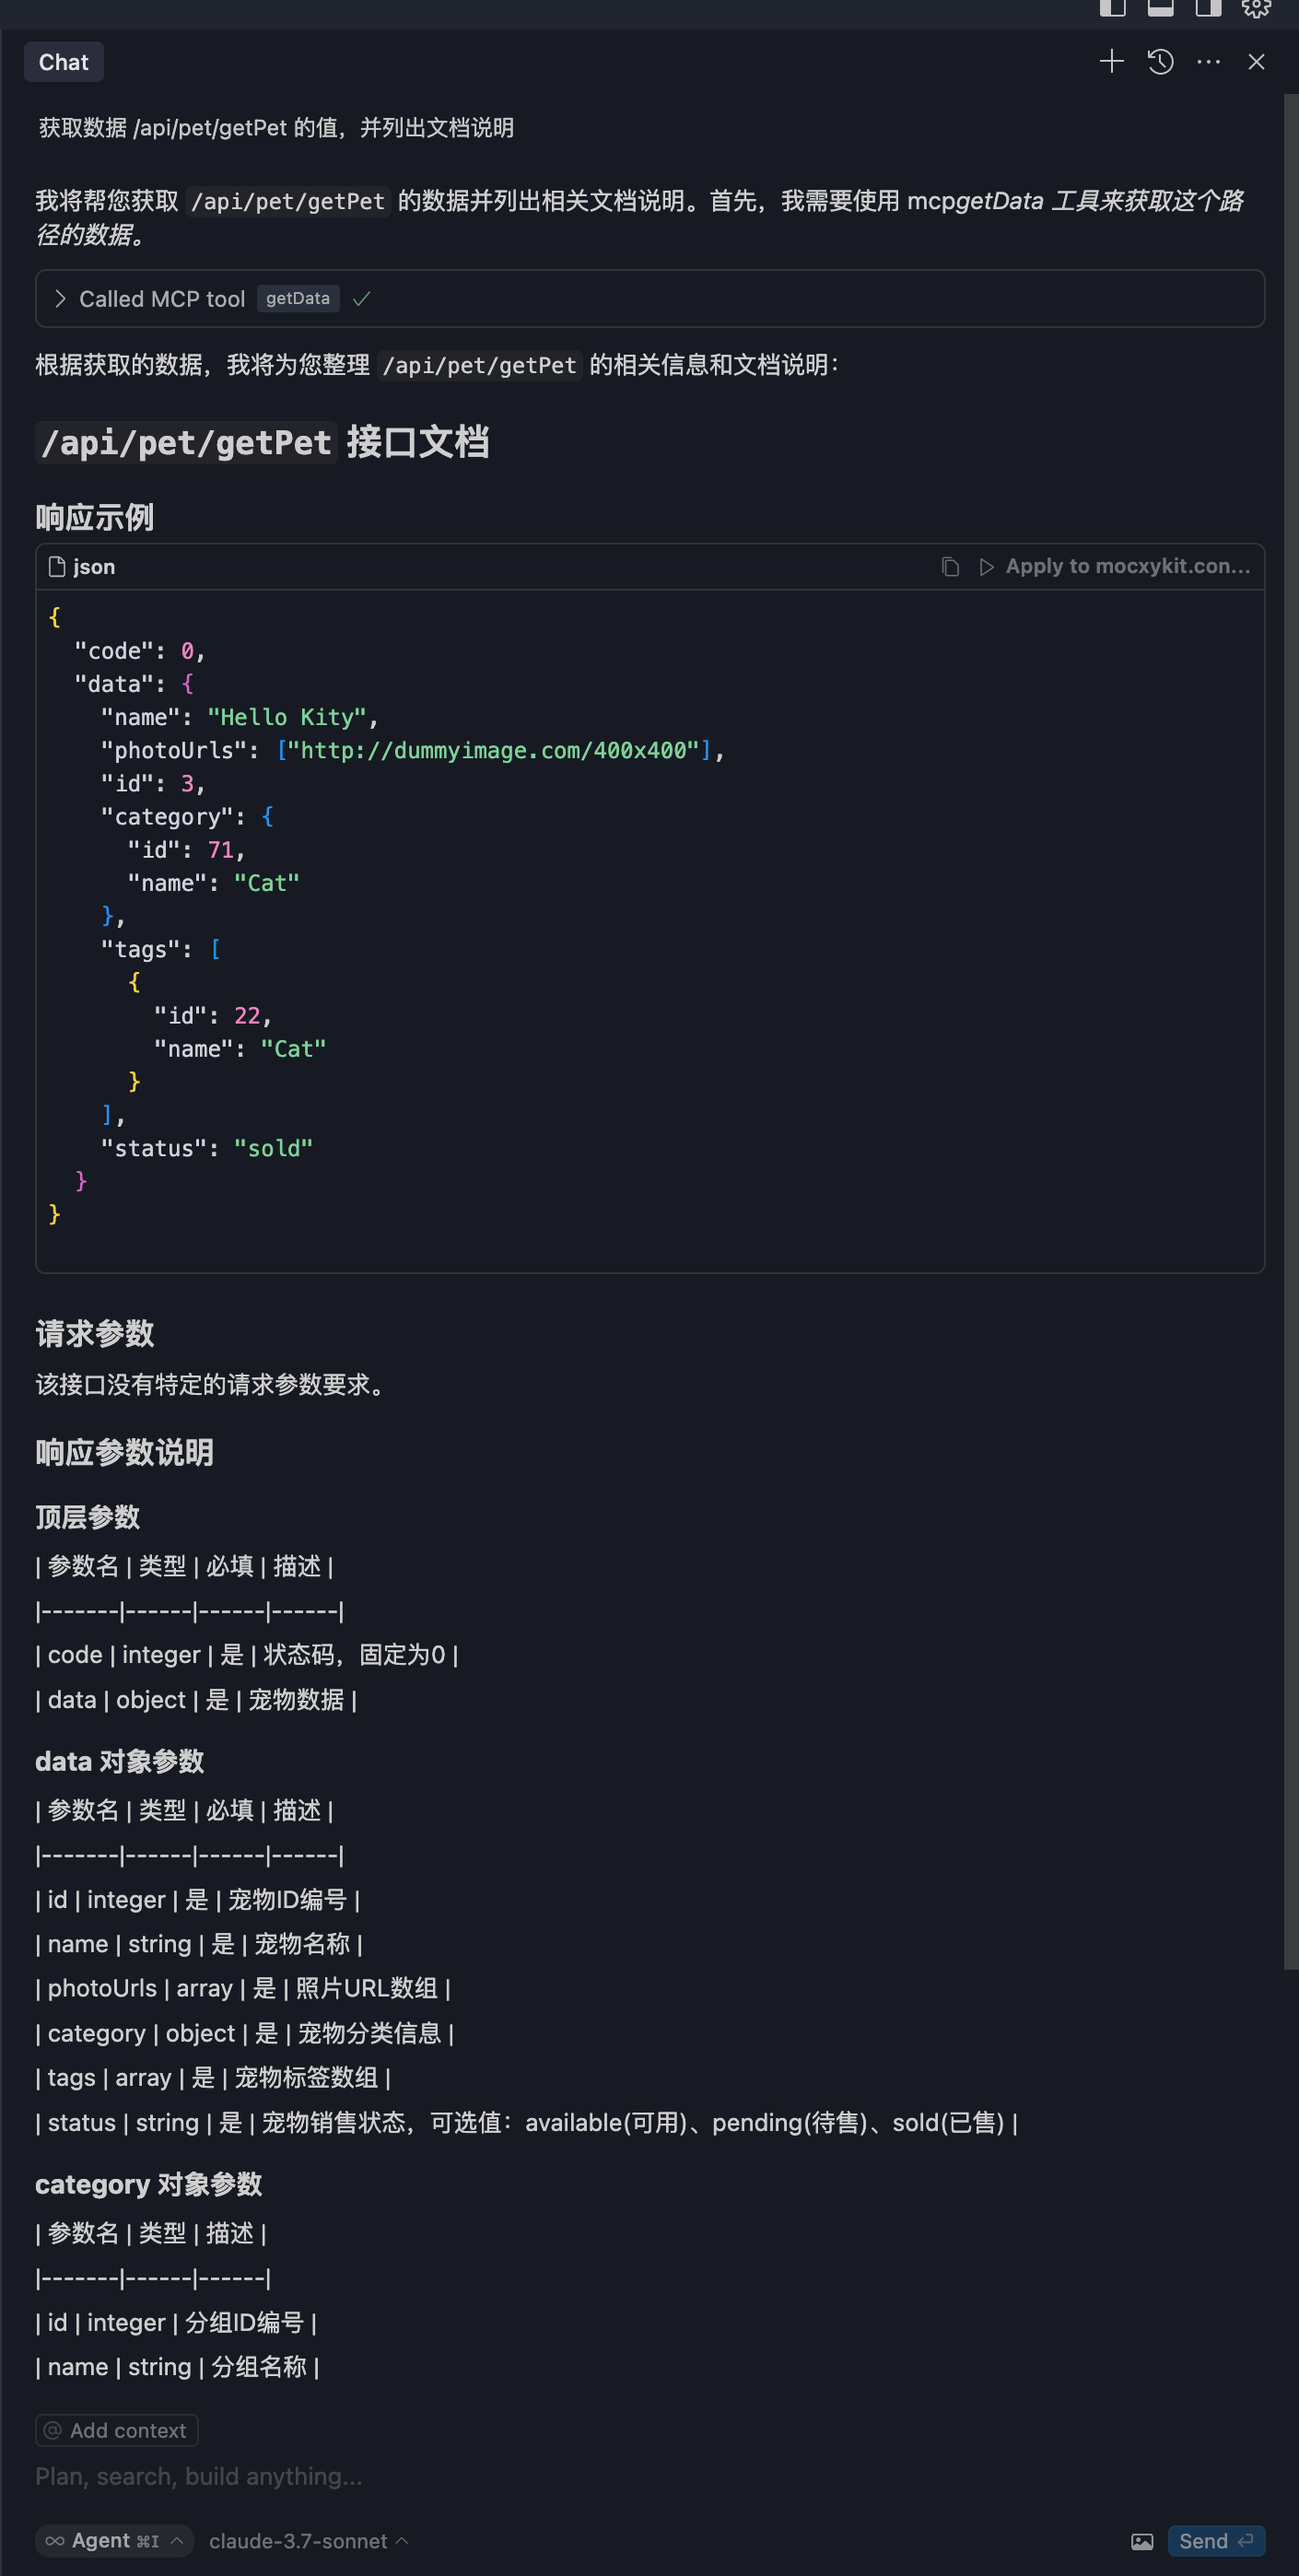 Chat
获取数据 /api/pet/getPet 的值，并列出文档说明
我将帮您获取 /api/pet/getPet 的数据并列出相关文档说明。首先，我需要使用 mcpgetData 工具来获取这个路
径的数据。
Called MCP tool getData
根据获取的数据，我将为您整理 /api/pet/getPet 的相关信息和文档说明：
/api/pet/getPet 接口文档
响应示例
json Apply to mocxykit.con...
{
  "code": 0,
  "data": {
    "name": "Hello Kity",
    "photoUrls": ["http://dummyimage.com/400x400"],
    "id": 3,
    "category": {
      "id": 71,
      "name": "Cat"
    },
    "tags": [
      {
        "id": 22,
        "name": "Cat"
      }
    ],
    "status": "sold"
  }
}
请求参数
该接口没有特定的请求参数要求。
响应参数说明
顶层参数
| 参数名 | 类型 | 必填 | 描述 |
|-------|------|------|------|
| code | integer | 是 | 状态码，固定为0 |
| data | object | 是 | 宠物数据 |
data 对象参数
| 参数名 | 类型 | 必填 | 描述 |
|-------|------|------|------|
| id | integer | 是 | 宠物ID编号 |
| name | string | 是 | 宠物名称 |
| photoUrls | array | 是 | 照片URL数组 |
| category | object | 是 | 宠物分类信息 |
| tags | array | 是 | 宠物标签数组 |
| status | string | 是 | 宠物销售状态，可选值：available(可用)、pending(待售)、sold(已售) |
category 对象参数
| 参数名 | 类型 | 描述 |
|-------|------|------|
| id | integer | 分组ID编号 |
| name | string | 分组名称 |
@ Add context
Plan, search, build anything...
∞ Agent ⌘I claude-3.7-sonnet Send ⏎